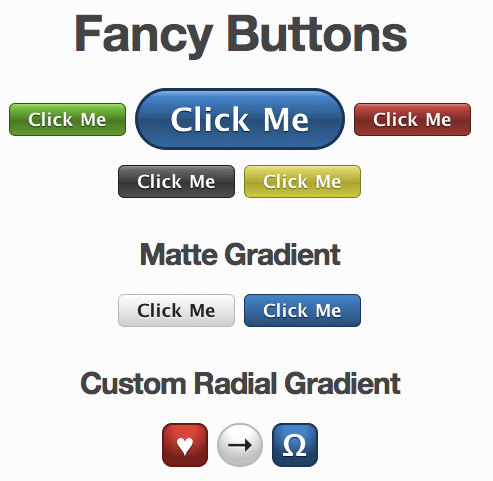 Fancy Buttons
Click Me Click Me Click Me
Click Me Click Me
Matte Gradient
Click Me Click Me
Custom Radial Gradient
♥ → Ω